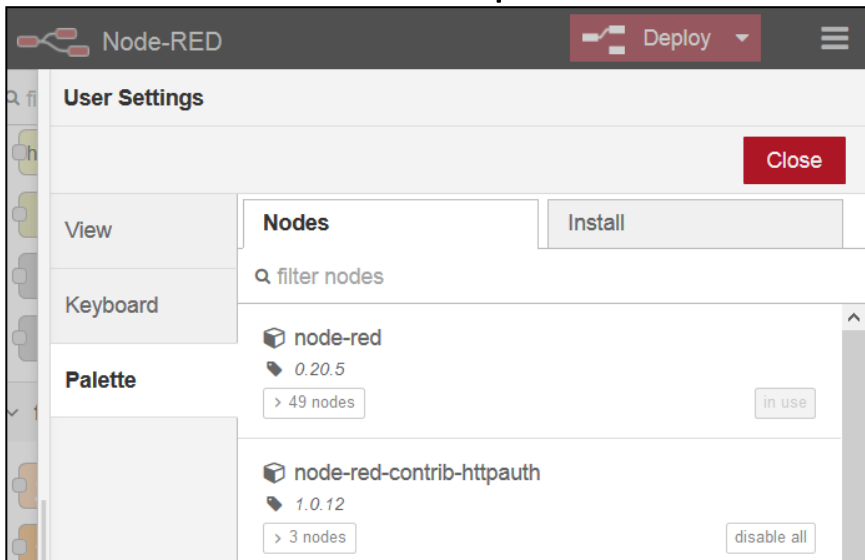 Node-RED
Deploy
fi
User Settings
h
Close
View
Nodes
Install
filter nodes
Keyboard
node-red
0.20.5
Palette
> 49 nodes
in use
f
node-red-contrib-httpauth
1.0.12
> 3 nodes
disable all